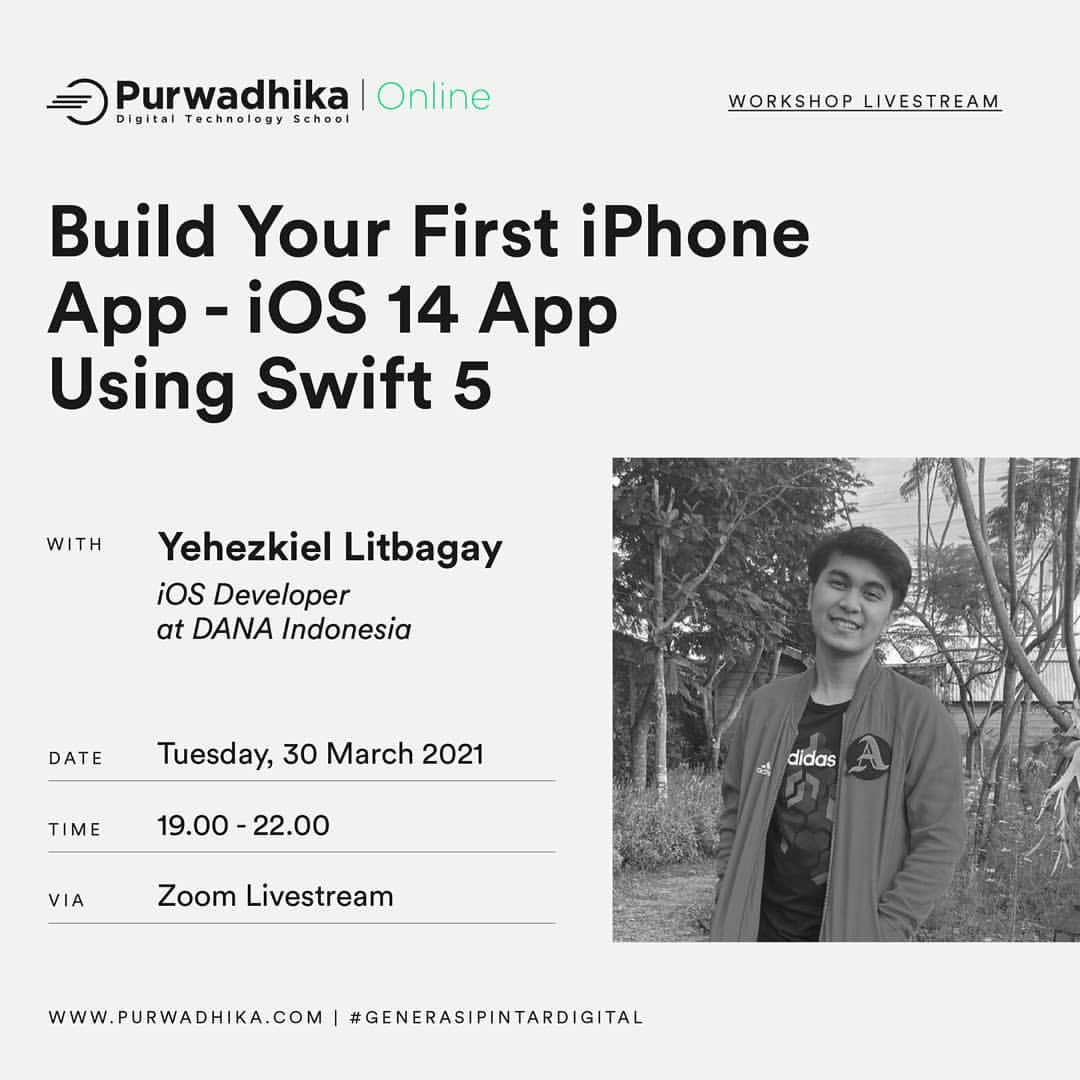 Purwadhika | Online
Digital Technology School
WORKSHOP LIVESTREAM
Build Your First iPhone
App - iOS 14 App
Using Swift 5
WITH
Yehezkiel Litbagay
iOS Developer
at DANA Indonesia
DATE
Tuesday, 30 March 2021
TIME
19.00 - 22.00
VIA
Zoom Livestream
adidas
A
WWW.PURWADHIKA.COM | #GENERASIPINTARDIGITAL